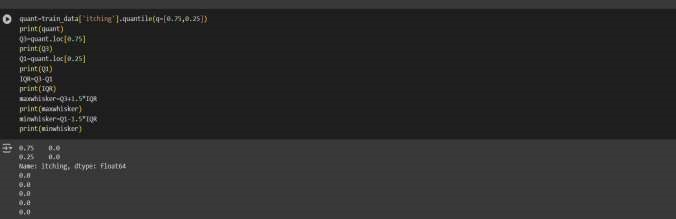 quant=train_data['itching'].quantile(q=[0.75,0.25])
print(quant)
Q3=quant.loc[0.75]
print(Q3)
Q1=quant.loc[0.25]
print(Q1)
IQR=Q3-Q1
print(IQR)
maxwhisker=Q3+1.5*IQR
print(maxwhisker)
minwhisker=Q1-1.5*IQR
print(minwhisker)
0.75    0.0
0.25    0.0
Name: itching, dtype: float64
0.0
0.0
0.0
0.0
0.0